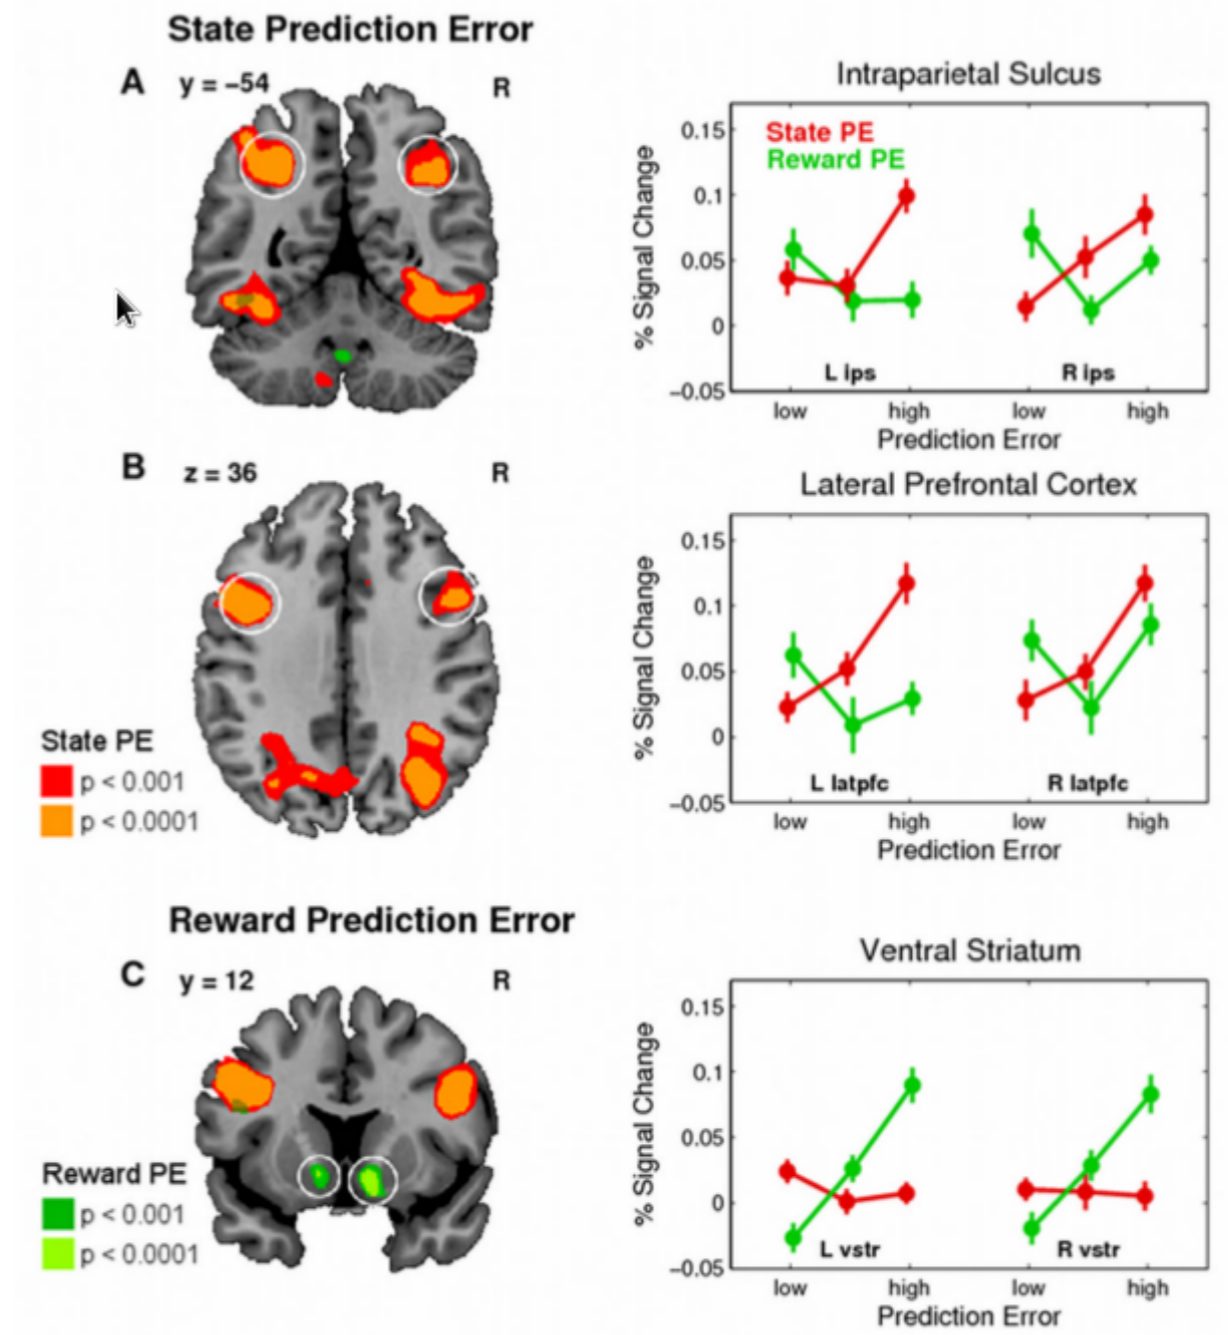 State Prediction Error
A
y = −54
R
Intraparietal Sulcus
State PE
Reward PE
% Signal Change
0.15
0.1
0.05
0
−0.05
L ips
R ips
low
high
low
high
Prediction Error
B
z = 36
R
State PE
p < 0.001
p < 0.0001
Lateral Prefrontal Cortex
% Signal Change
0.15
0.1
0.05
0
−0.05
L latpfc
R latpfc
low
high
low
high
Prediction Error
Reward Prediction Error
C
y = 12
R
Reward PE
p < 0.001
p < 0.0001
Ventral Striatum
% Signal Change
0.15
0.1
0.05
0
−0.05
L vstr
R vstr
low
high
low
high
Prediction Error